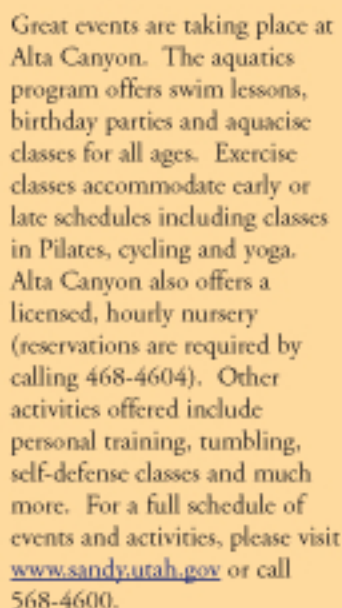 Great events are taking place at
Alta Canyon. The aquatics
program offers swim lessons,
birthday parties and aquacise
classes for all ages. Exercise
classes accommodate early or
late schedules including classes
in Pilates, cycling and yoga.
Alta Canyon also offers a
licensed, hourly nursery
(reservations are required by
calling 468-4604). Other
activities offered include
personal training, tumbling,
self-defense classes and much
more. For a full schedule of
events and activities, please visit
www.sandy.utah.gov or call
568-4600.